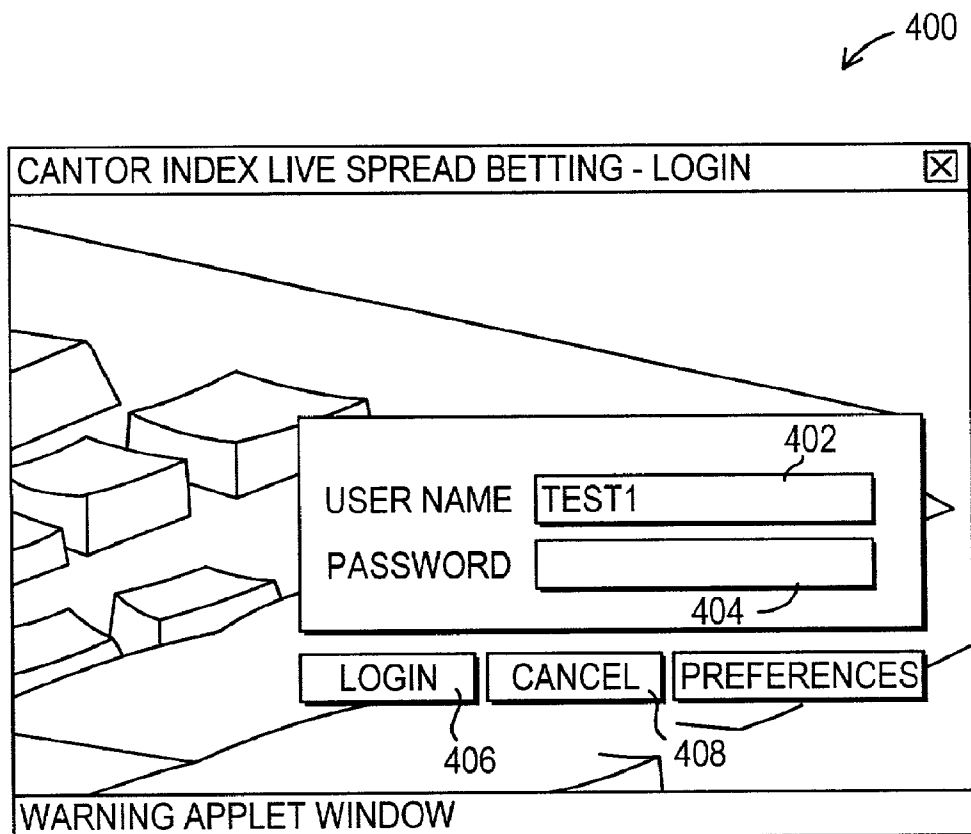 400
CANTOR INDEX LIVE SPREAD BETTING - LOGIN
402
USER NAME TEST1
PASSWORD
404
LOGIN CANCEL PREFERENCES
406 408
WARNING APPLET WINDOW